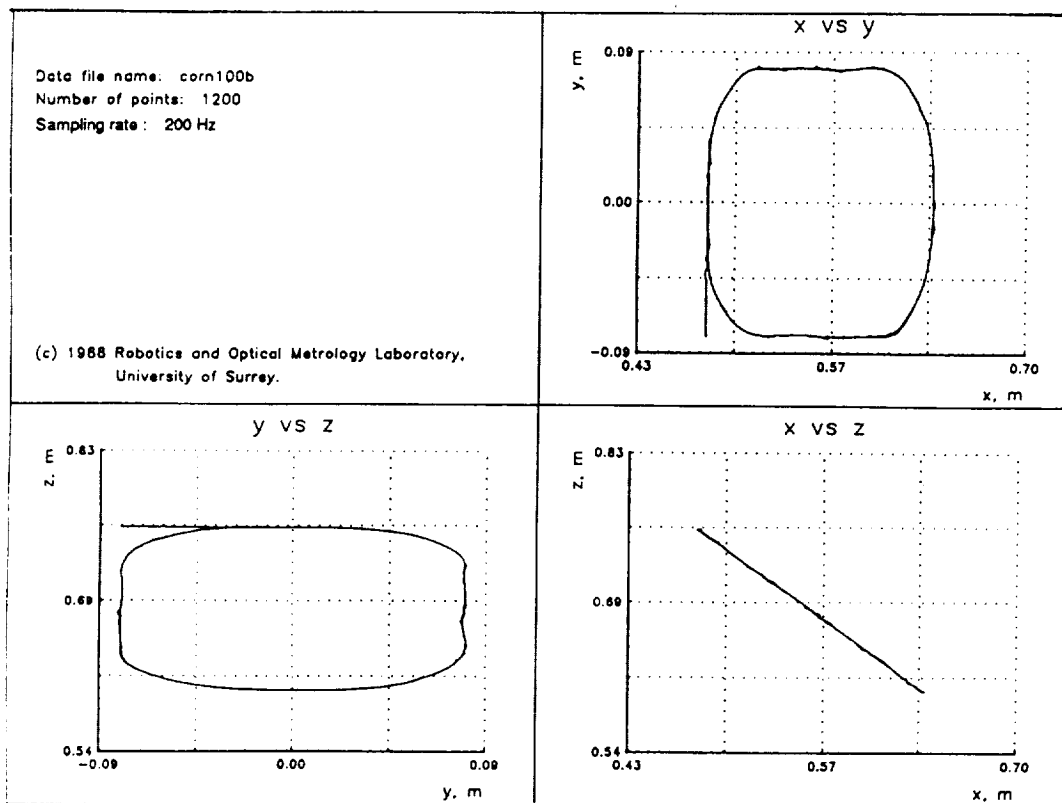 Data file name: corn100b
Number of points: 1200
Sampling rate : 200 Hz
(c) 1988 Robotics and Optical Metrology Laboratory,
University of Surrey.
x vs y
y, m
0.09
0.00
-0.09
0.43
0.57
0.70
x, m
y vs z
z, m
0.83
0.69
0.54
-0.09
0.00
0.09
y, m
x vs z
z, m
0.83
0.69
0.54
0.43
0.57
0.70
x, m